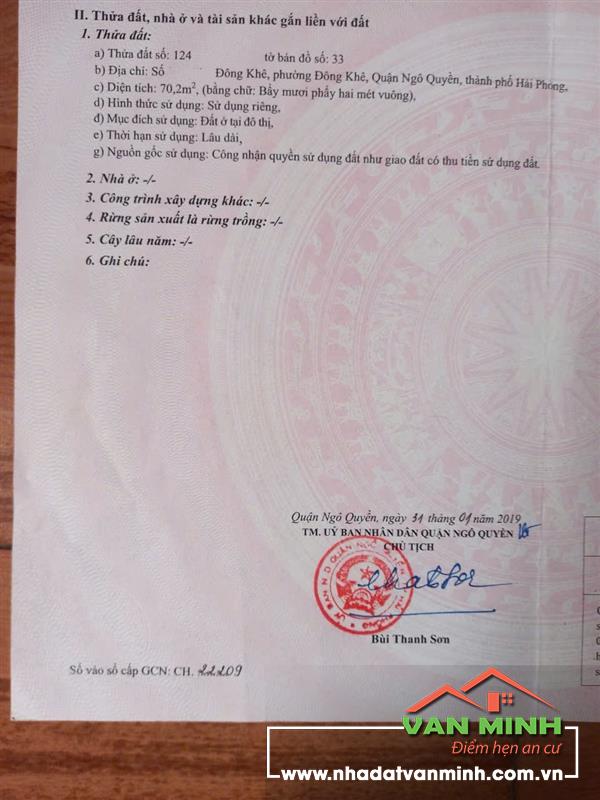 II. Thửa đất, nhà ở và tài sản khác gắn liền với đất
1. Thửa đất:
a) Thửa đất số: 124 tờ bản đồ số: 33
b) Địa chỉ: Số Đông Khê, phường Đông Khê, Quận Ngô Quyền, thành phố Hải Phòng,
c) Diện tích: 70,2m², (bằng chữ: Bảy mươi phẩy hai mét vuông),
d) Hình thức sử dụng: Sử dụng riêng,
đ) Mục đích sử dụng: Đất ở tại đô thị,
e) Thời hạn sử dụng: Lâu dài,
g) Nguồn gốc sử dụng: Công nhận quyền sử dụng đất như giao đất có thu tiền sử dụng đất.
2. Nhà ở: -/-
3. Công trình xây dựng khác: -/-
4. Rừng sản xuất là rừng trồng: -/-
5. Cây lâu năm: -/-
6. Ghi chú:
Quận Ngô Quyền, ngày 31 tháng 01 năm 2019
TM. UỶ BAN NHÂN DÂN QUẬN NGÔ QUYỀN
CHỦ TỊCH
Bùi Thanh Sơn
Số vào sổ cấp GCN: CH. 22209
VAN MINH
Điểm hẹn an cư
www.nhadatvanminh.com.vn